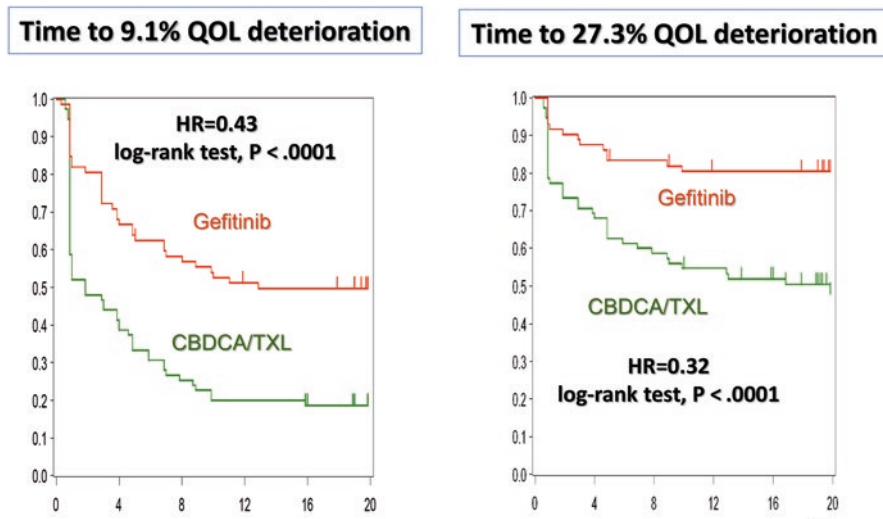 Time to 9.1% QOL deterioration
1.0
0.9
0.8
0.7
0.6
0.5
0.4
0.3
0.2
0.1
0.0
HR=0.43
log-rank test, P < .0001
Gefitinib
CBDCA/TXL
0 4 8 12 16 20
Time to 27.3% QOL deterioration
1.0
0.9
0.8
0.7
0.6
0.5
0.4
0.3
0.2
0.1
0.0
Gefitinib
CBDCA/TXL
HR=0.32
log-rank test, P < .0001
0 4 8 12 16 20